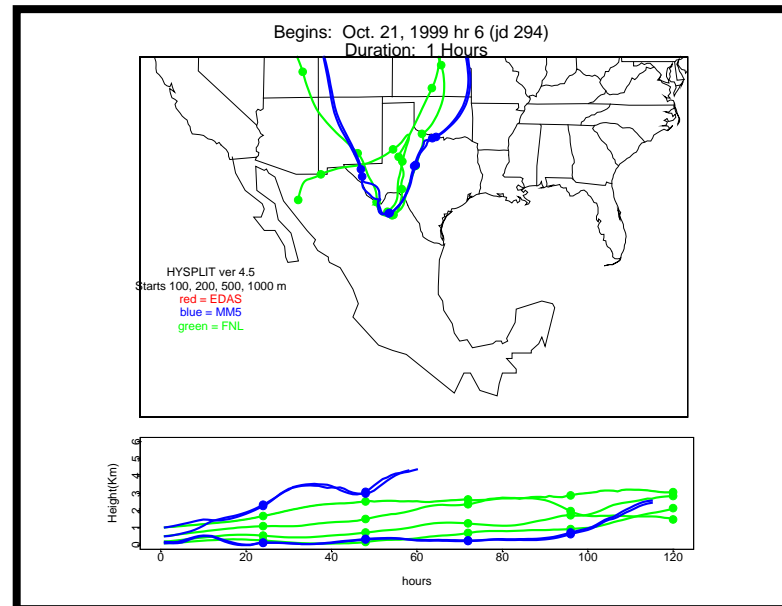 Begins:  Oct. 21, 1999 hr 6 (jd 294)
Duration:  1 Hours
HYSPLIT ver 4.5
Starts 100, 200, 500, 1000 m
red = EDAS
blue = MM5
green = FNL
Height(Km)
6
5
4
3
2
1
0
0 20 40 60 80 100 120
hours